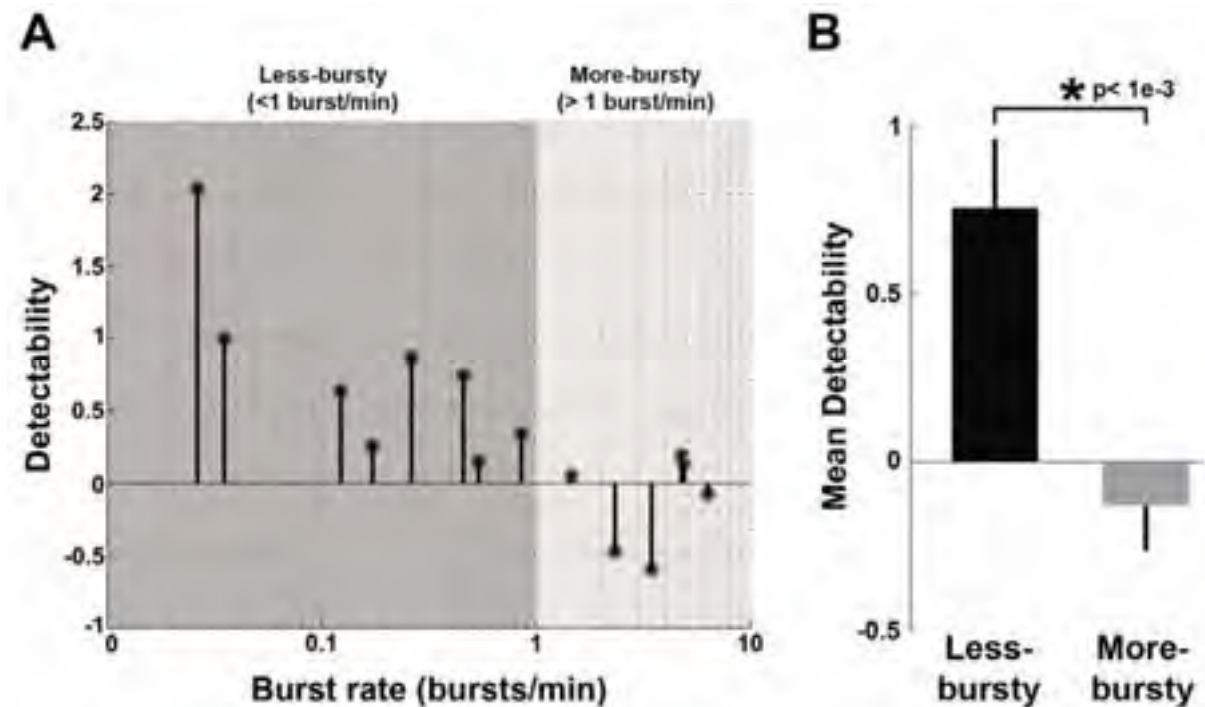 A
Less-bursty
(<1 burst/min)
More-bursty
(> 1 burst/min)
2.5
2
1.5
1
0.5
0
-0.5
-1
0
0.1
1
10
Detectability
Burst rate (bursts/min)
B
* p< 1e-3
1
0.5
0
-0.5
Mean Detectability
Less-
bursty
More-
bursty